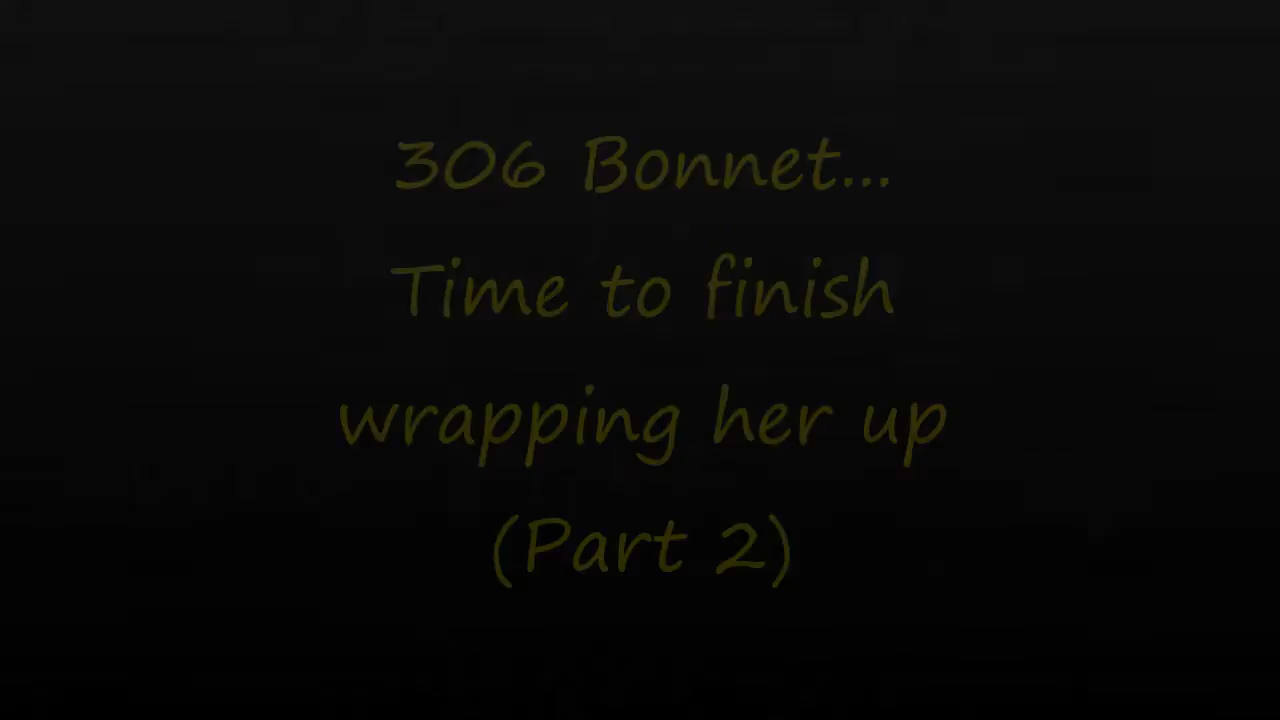 306 Bonnet...
Time to finish
wrapping her up
(Part 2)